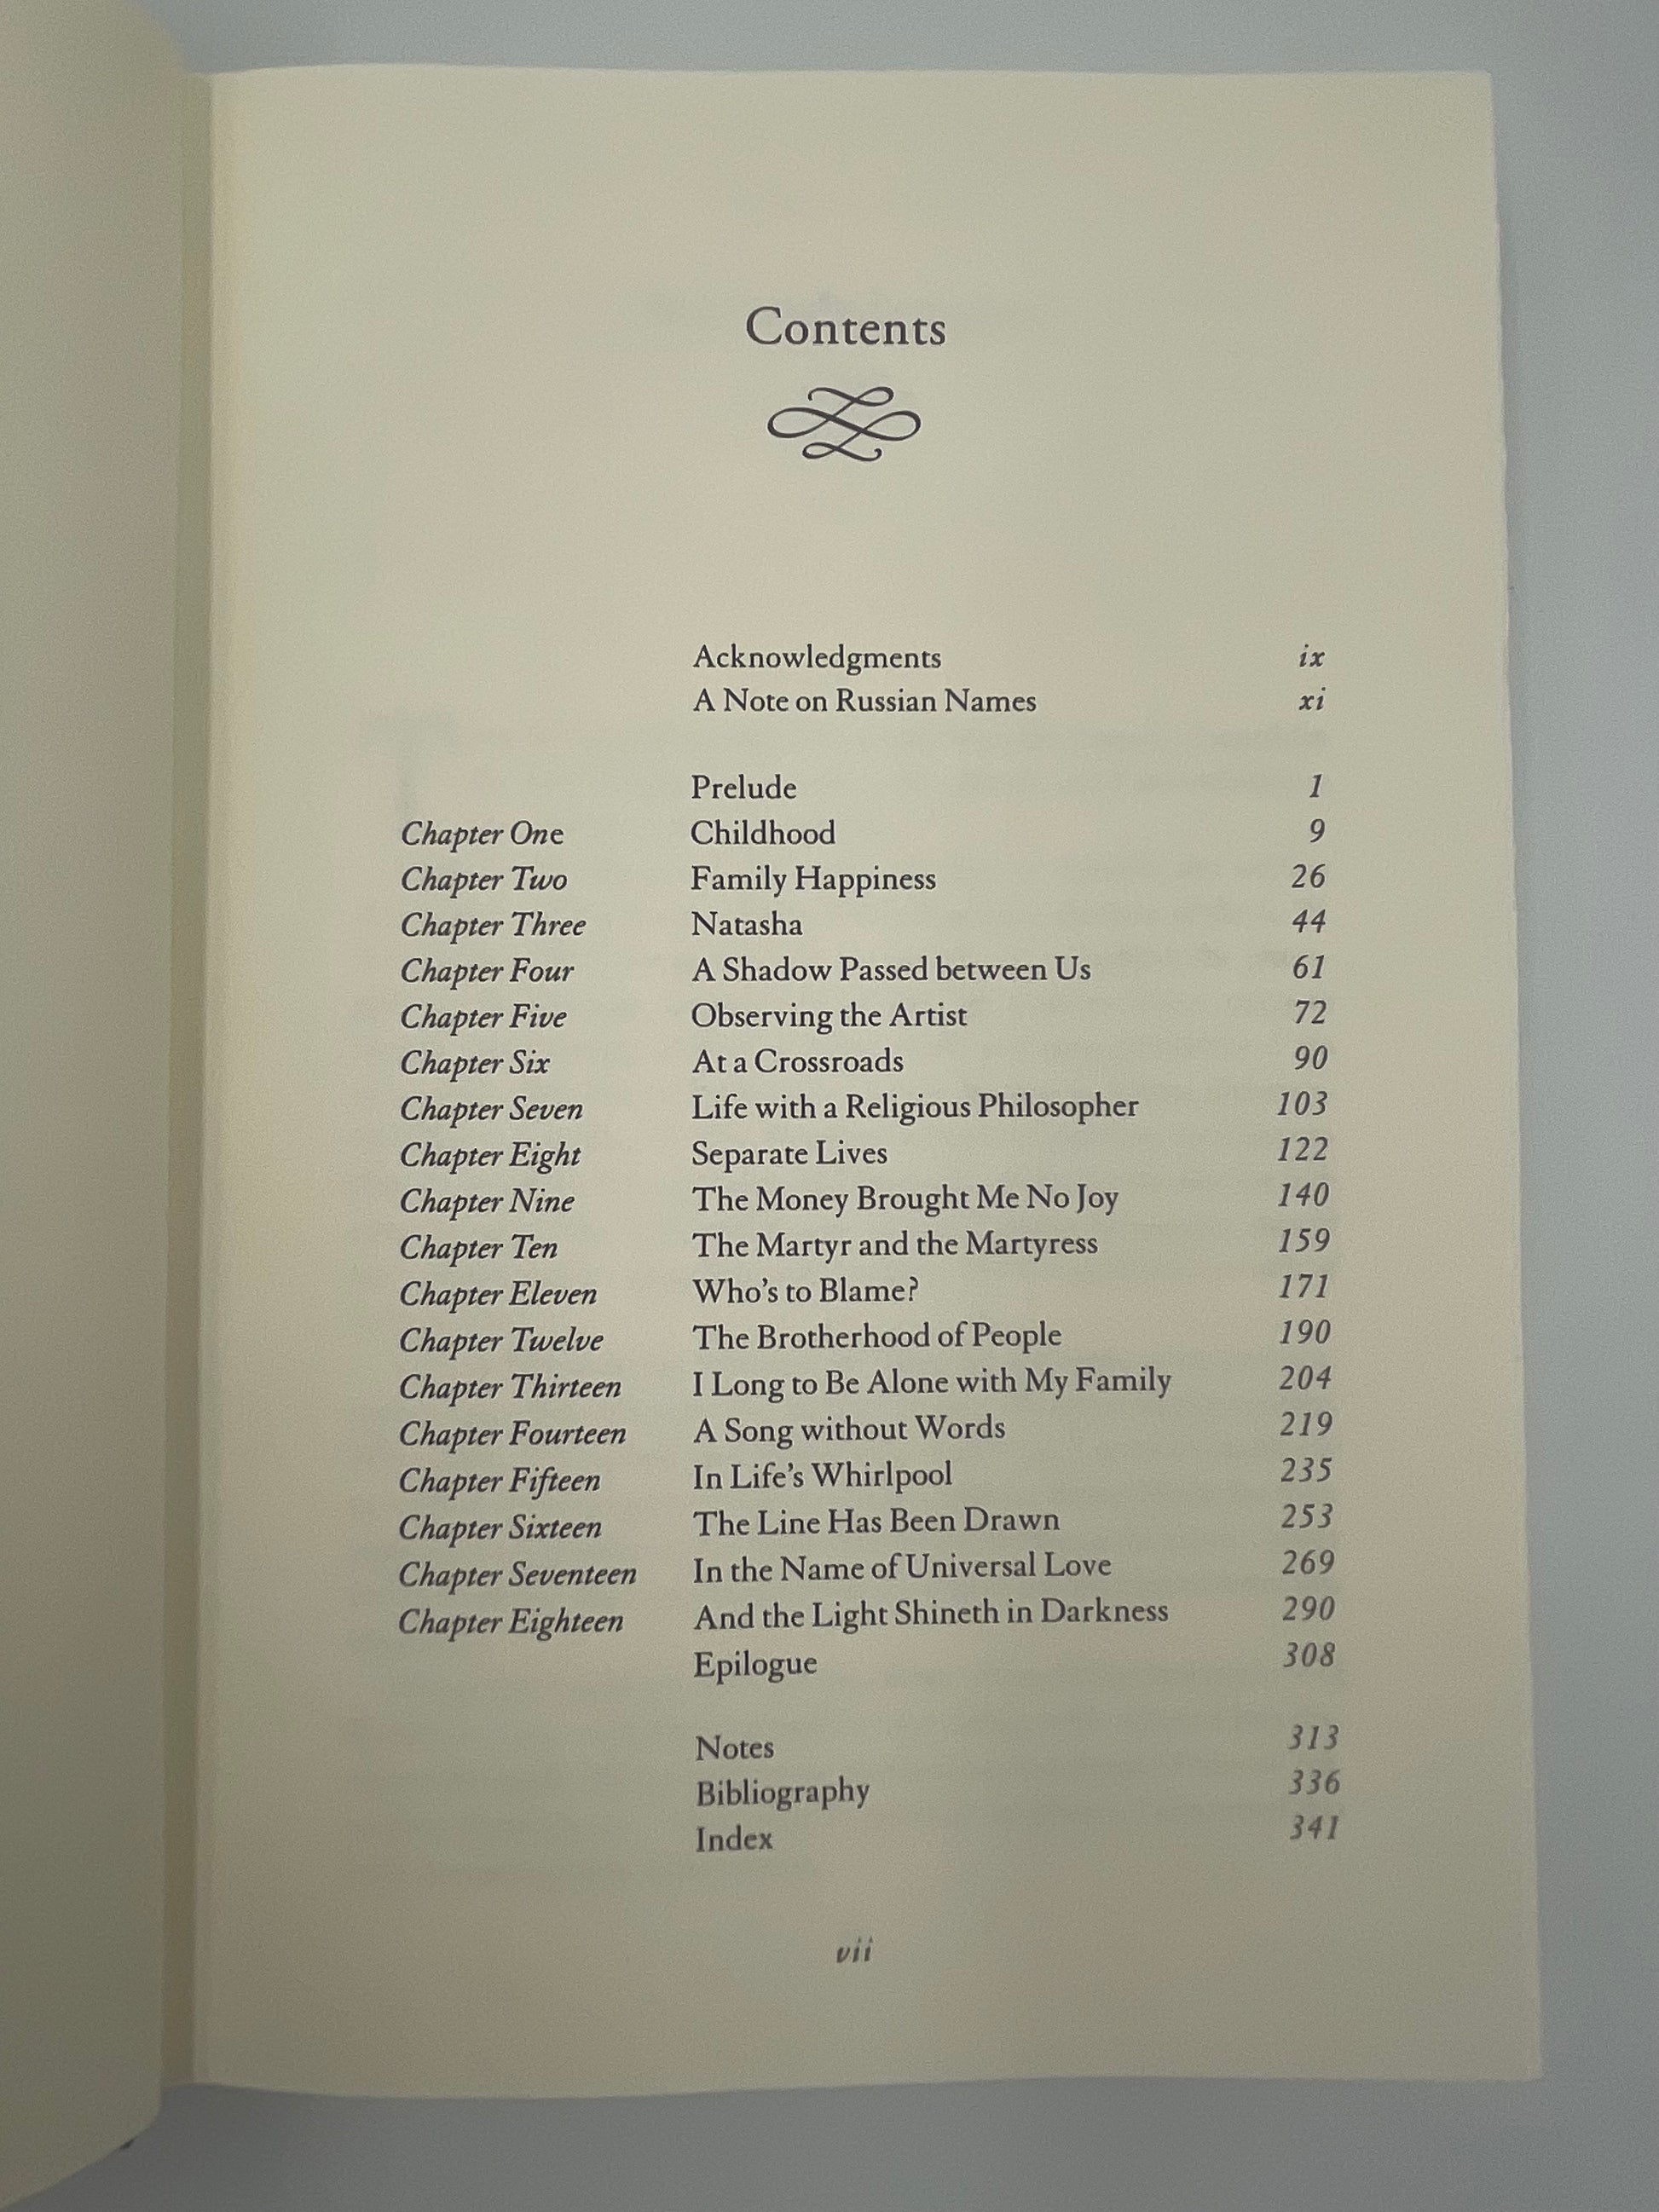 Contents
Acknowledgments ix
A Note on Russian Names xi
Prelude 1
Chapter One Childhood 9
Chapter Two Family Happiness 26
Chapter Three Natasha 44
Chapter Four A Shadow Passed between Us 61
Chapter Five Observing the Artist 72
Chapter Six At a Crossroads 90
Chapter Seven Life with a Religious Philosopher 103
Chapter Eight Separate Lives 122
Chapter Nine The Money Brought Me No Joy 140
Chapter Ten The Martyr and the Martyress 159
Chapter Eleven Who's to Blame? 171
Chapter Twelve The Brotherhood of People 190
Chapter Thirteen I Long to Be Alone with My Family 204
Chapter Fourteen A Song without Words 219
Chapter Fifteen In Life's Whirlpool 235
Chapter Sixteen The Line Has Been Drawn 253
Chapter Seventeen In the Name of Universal Love 269
Chapter Eighteen And the Light Shineth in Darkness 290
Epilogue 308
Notes 313
Bibliography 336
Index 341
vii